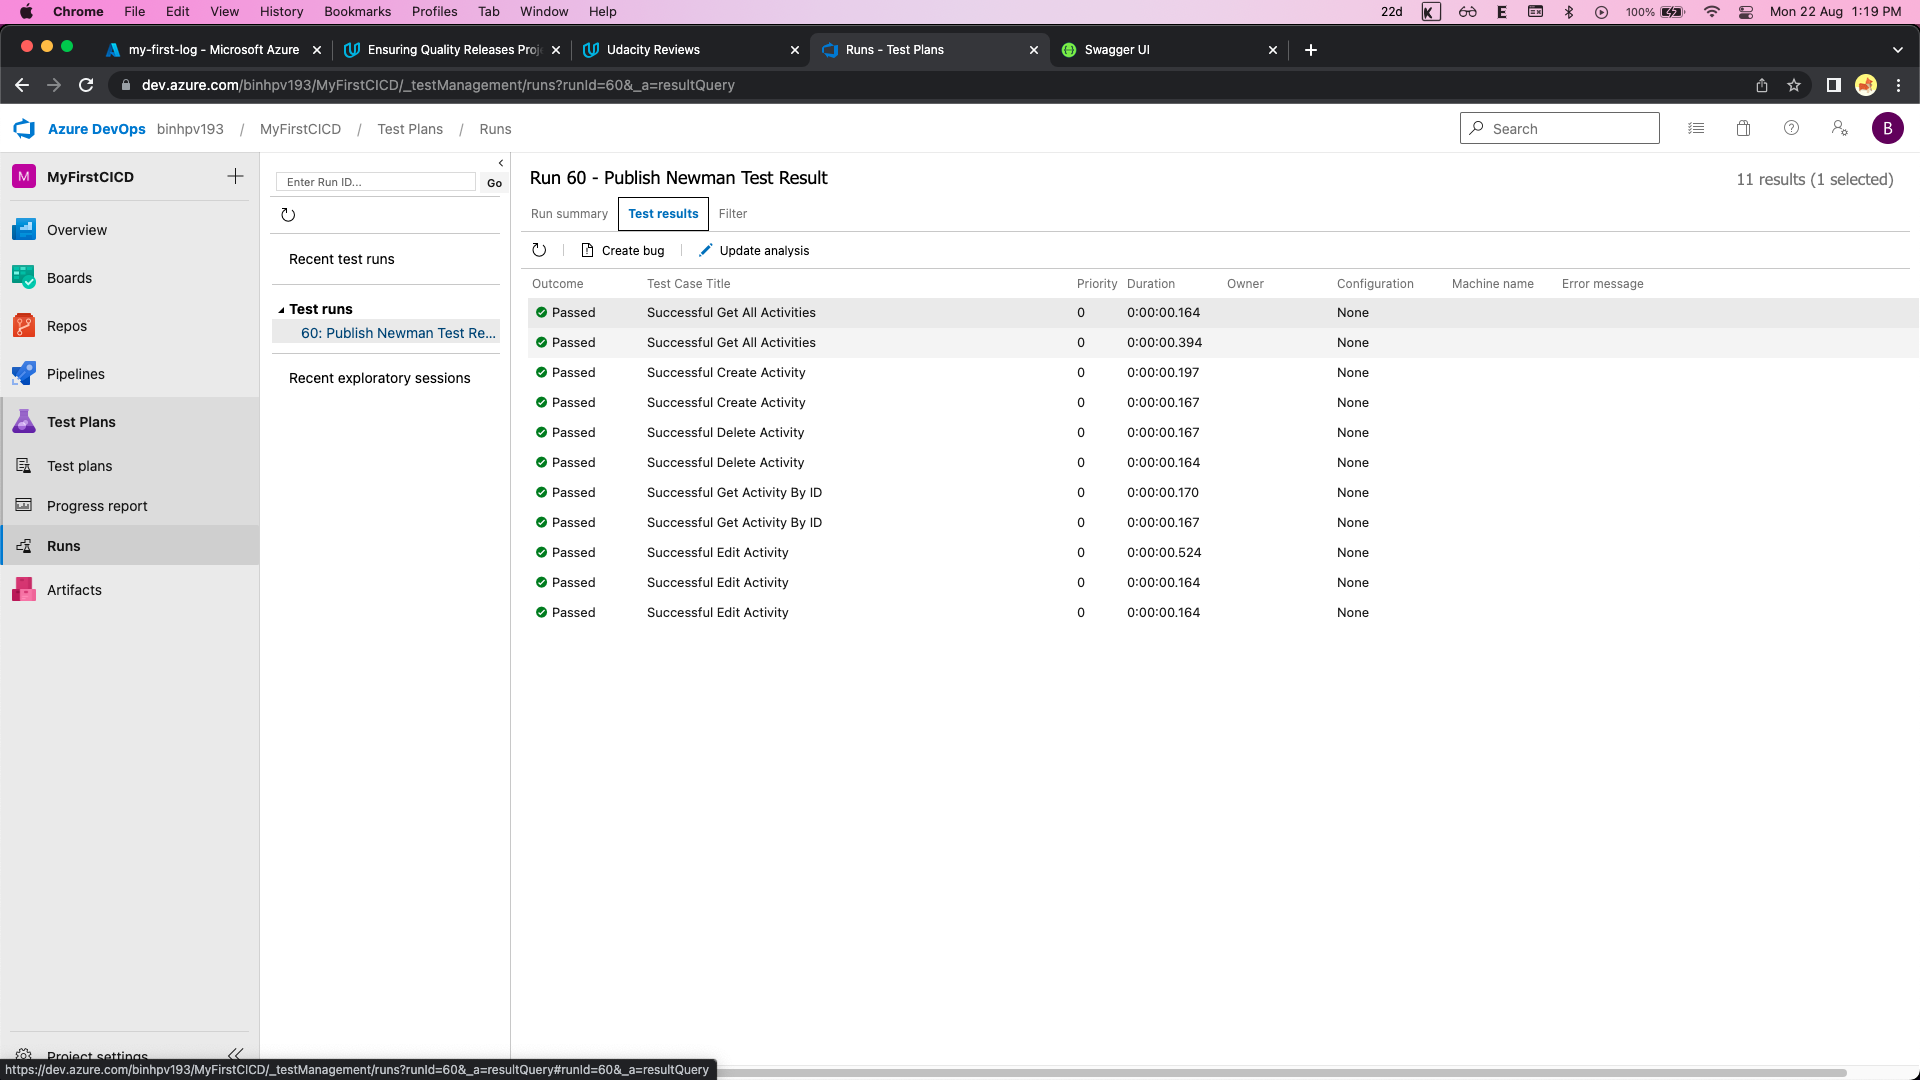 Chrome File Edit View History Bookmarks Profiles Tab Window Help 22d K E 100% Mon 22 Aug 1:19 PM
my-first-log - Microsoft Azure Ensuring Quality Releases Proj Udacity Reviews Runs - Test Plans Swagger UI
dev.azure.com/binhpv193/MyFirstCICD/_testManagement/runs?runId=60&_a=resultQuery
Azure DevOps binhpv193 / MyFirstCICD / Test Plans / Runs Search B
M MyFirstCICD
Overview
Boards
Repos
Pipelines
Test Plans
Test plans
Progress report
Runs
Artifacts
Project settings
Enter Run ID... Go
Recent test runs
Test runs
60: Publish Newman Test Re...
Recent exploratory sessions
Run 60 - Publish Newman Test Result 11 results (1 selected)
Run summary Test results Filter
Create bug Update analysis
Outcome Test Case Title Priority Duration Owner Configuration Machine name Error message
Passed Successful Get All Activities 0 0:00:00.164 None
Passed Successful Get All Activities 0 0:00:00.394 None
Passed Successful Create Activity 0 0:00:00.197 None
Passed Successful Create Activity 0 0:00:00.167 None
Passed Successful Delete Activity 0 0:00:00.167 None
Passed Successful Delete Activity 0 0:00:00.164 None
Passed Successful Get Activity By ID 0 0:00:00.170 None
Passed Successful Get Activity By ID 0 0:00:00.167 None
Passed Successful Edit Activity 0 0:00:00.524 None
Passed Successful Edit Activity 0 0:00:00.164 None
Passed Successful Edit Activity 0 0:00:00.164 None
https://dev.azure.com/binhpv193/MyFirstCICD/_testManagement/runs?runId=60&_a=resultQuery#runId=60&_a=resultQuery